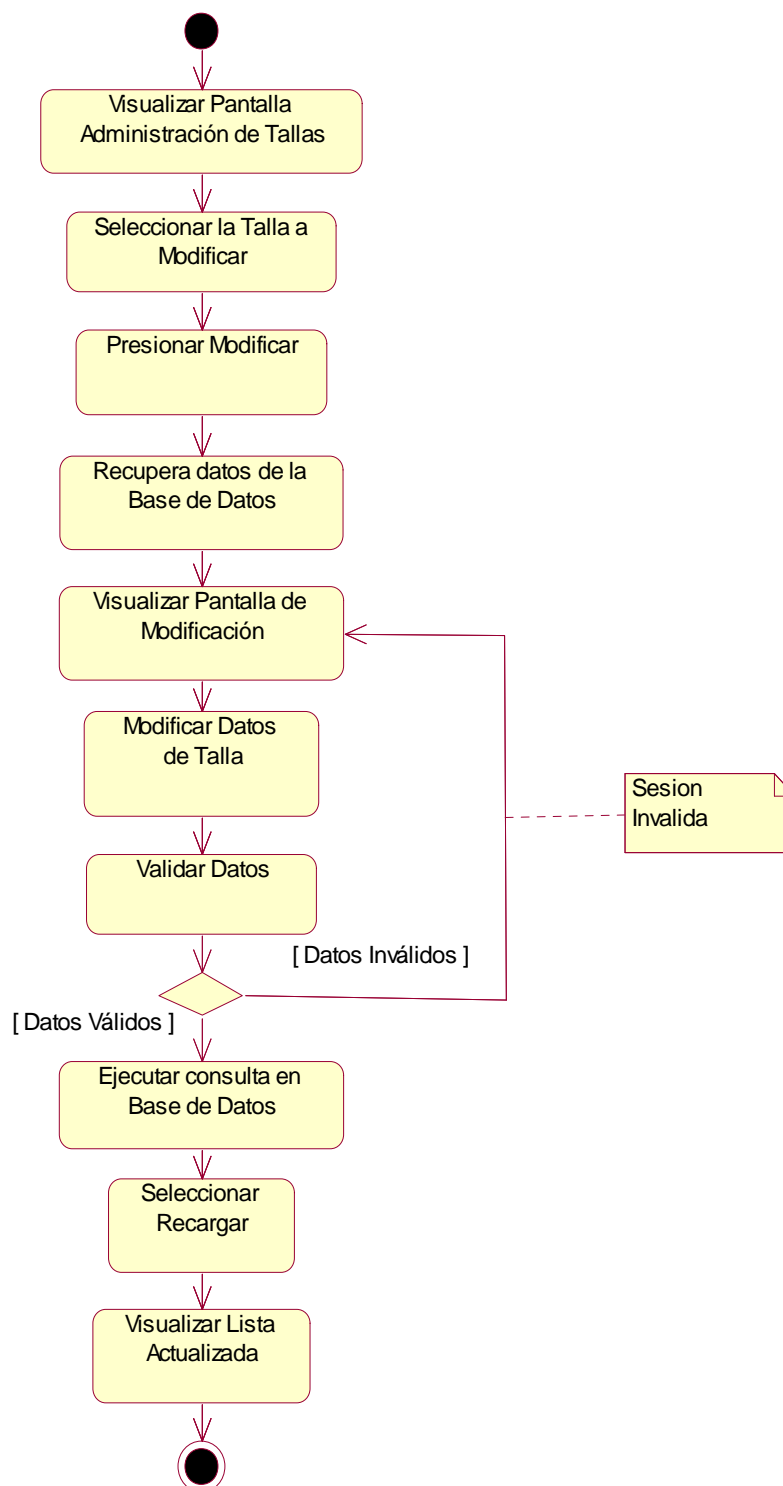 Visualizar Pantalla
Administración de Tallas
Seleccionar la Talla a
Modificar
Presionar Modificar
Recupera datos de la
Base de Datos
Visualizar Pantalla de
Modificación
Modificar Datos
de Talla
Sesion
Invalida
Validar Datos
[ Datos Inválidos ]
[ Datos Válidos ]
Ejecutar consulta en
Base de Datos
Seleccionar
Recargar
Visualizar Lista
Actualizada